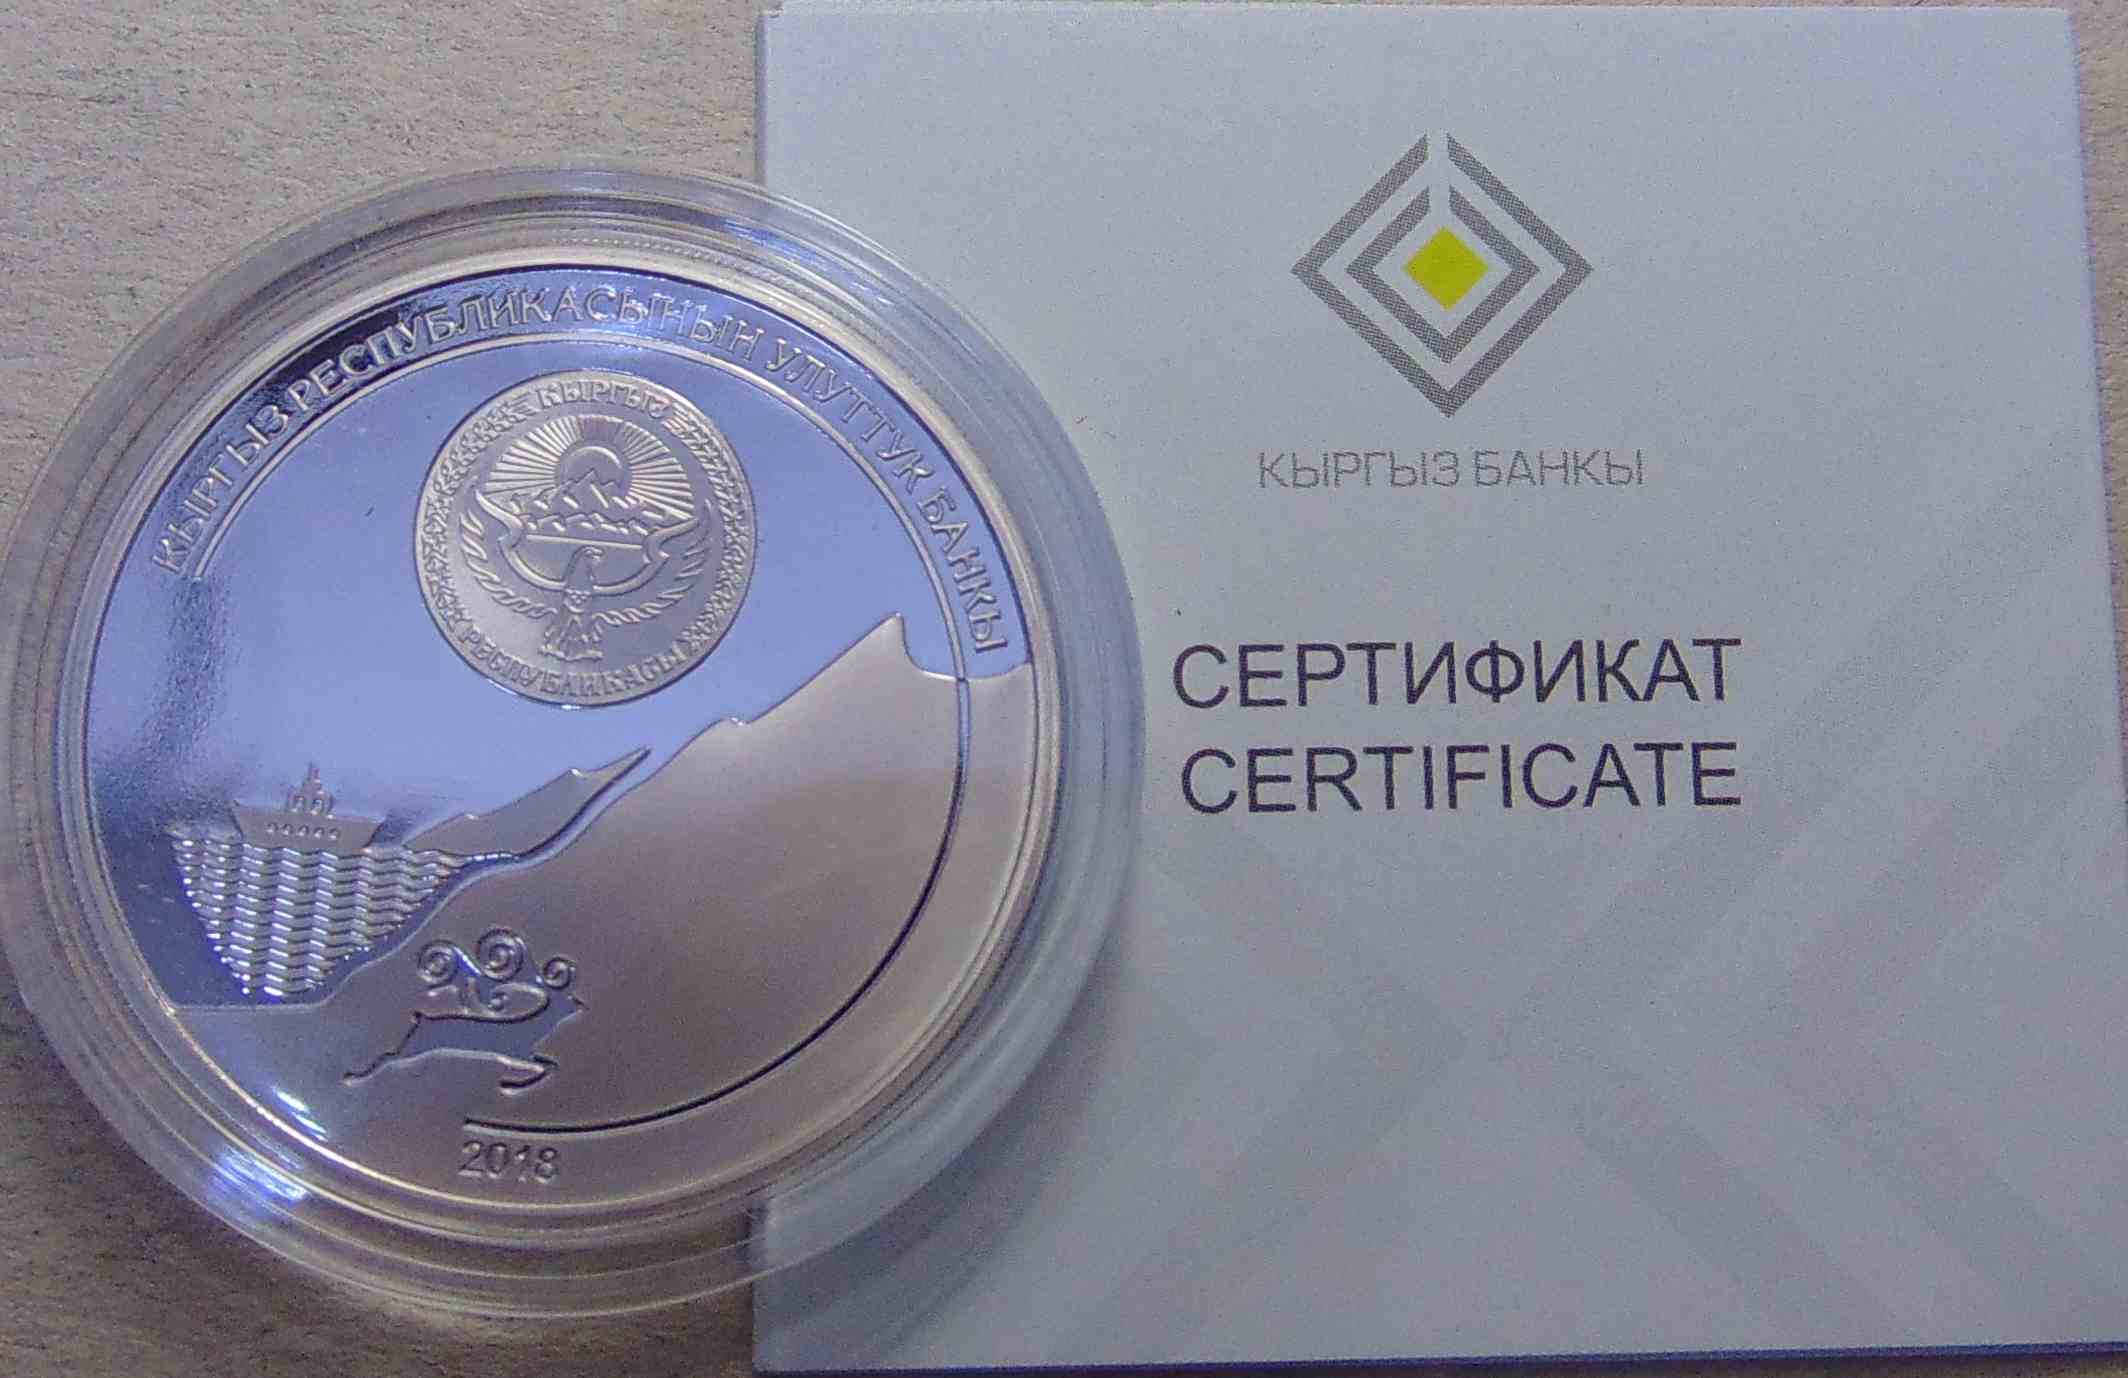 КЫРГЫЗ РЕСПУБЛИКАСЫНЫН УЛУТТУК БАНКЫ
КЫРГЫЗ
РЕСПУБЛИКАСЫ
2018
КЫРГЫЗ БАНКЫ
СЕРТИФИКАТ
CERTIFICATE